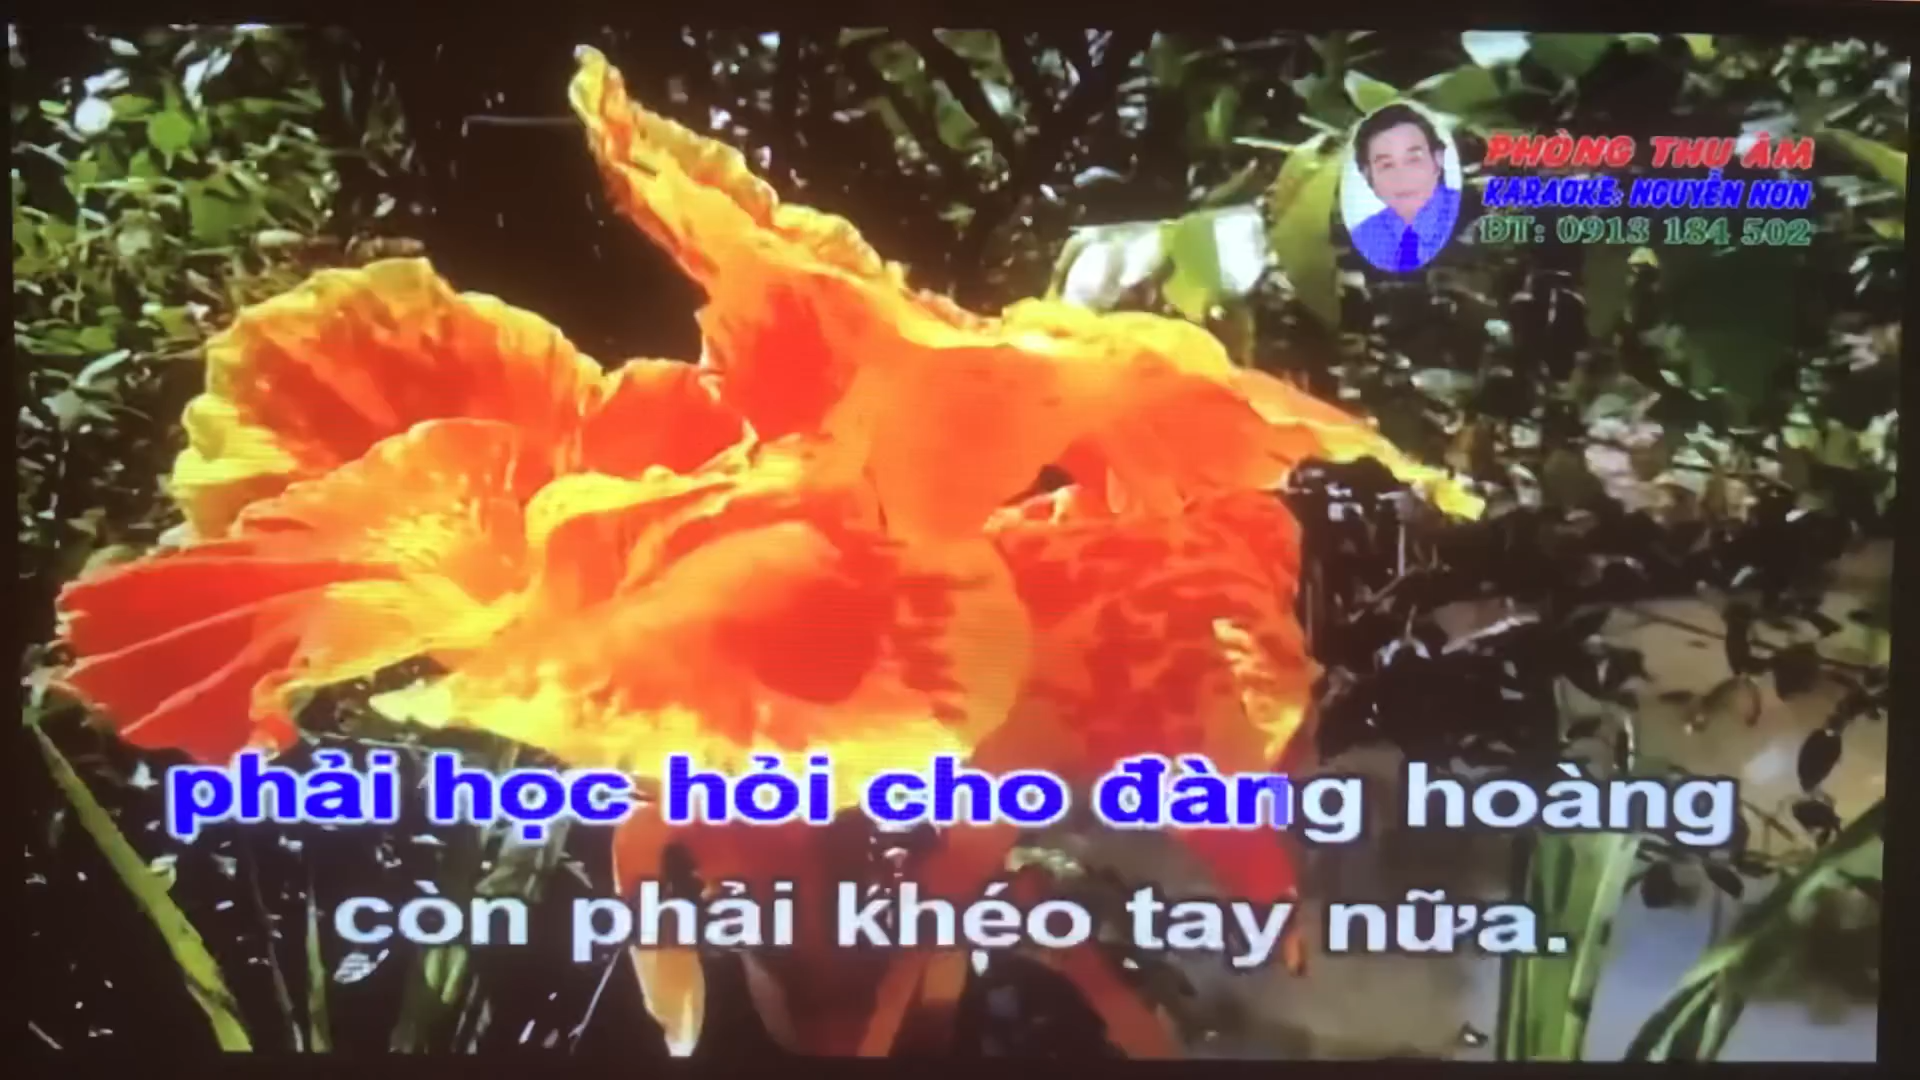 PHÒNG THU ÂM
KARAOKE: NGUYỄN NON
ĐT: 0913 184 502
phải học hỏi cho đàng hoàng
còn phải khéo tay nữa.